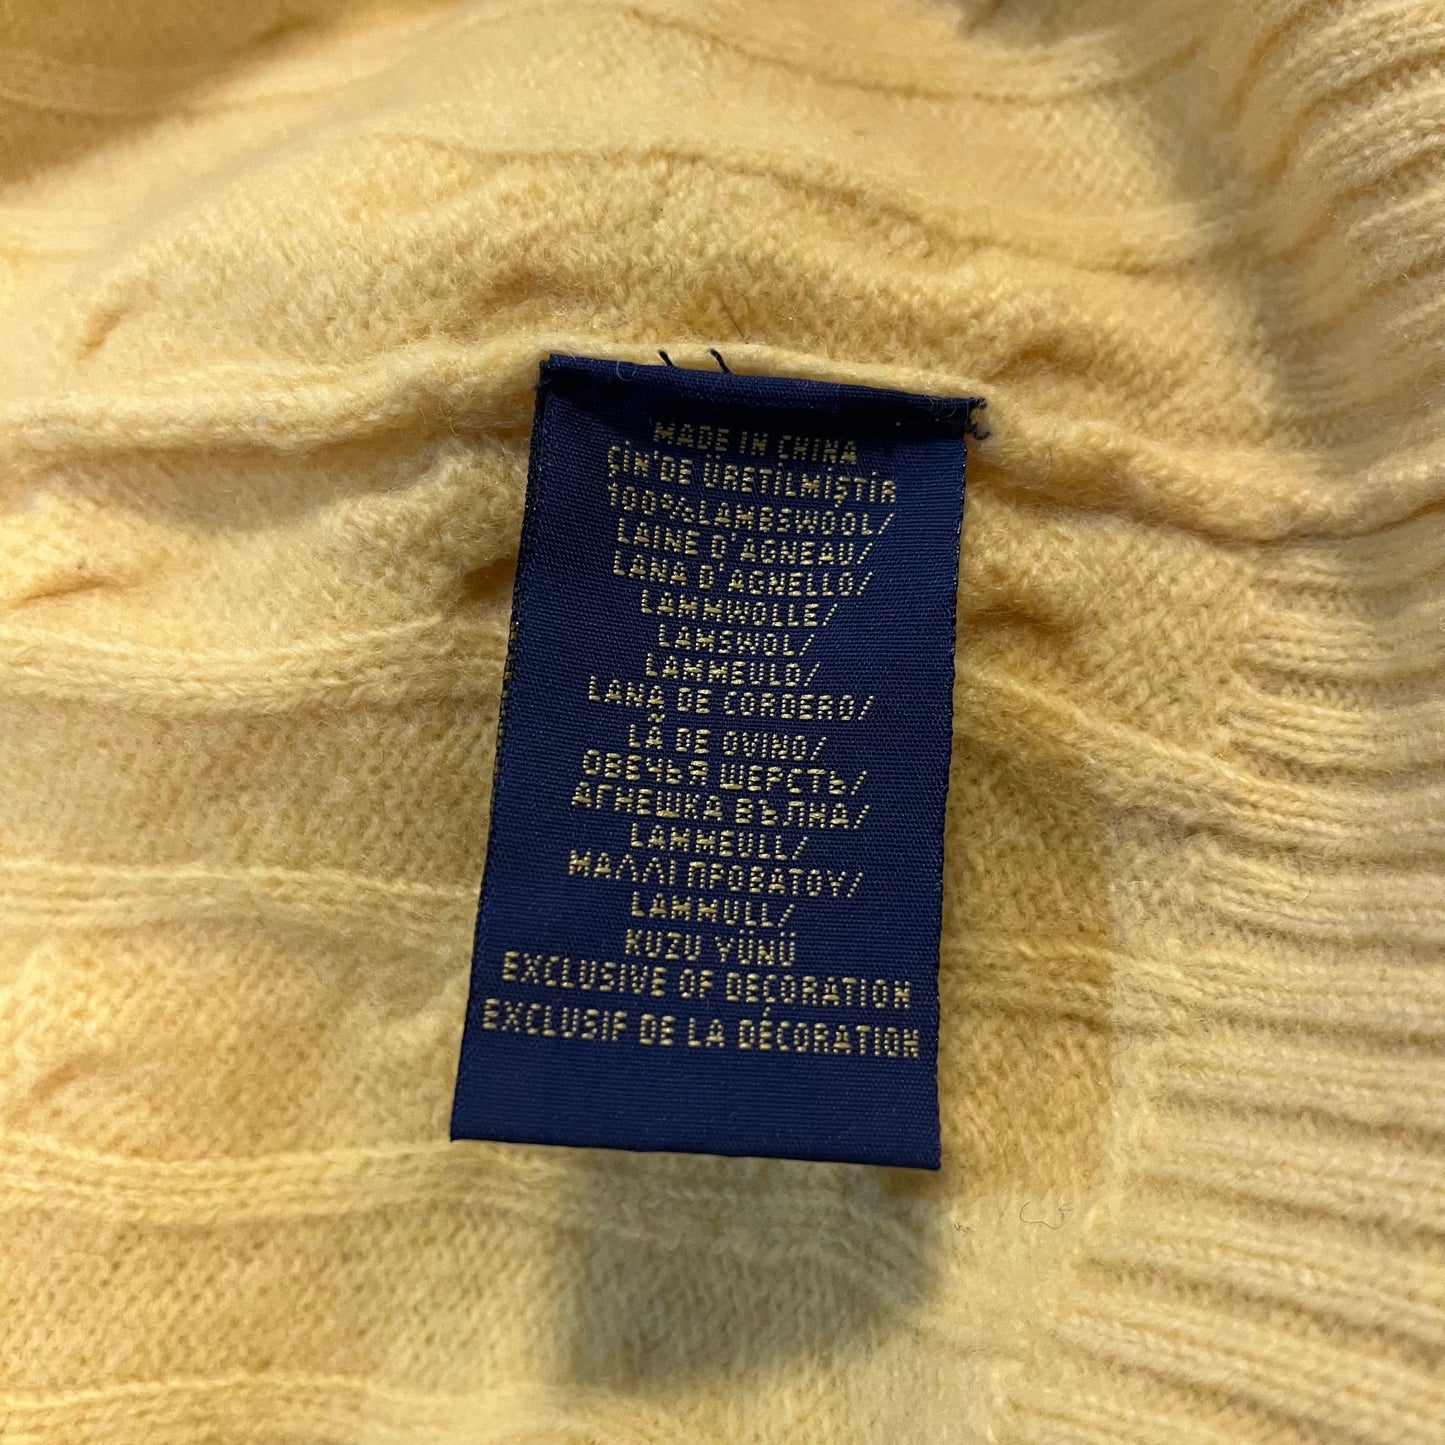 MADE IN CHINA
ÇİN'DE ÜRETİLMİŞTİR
100%LAMBSWOOL/
LAINE D'AGNEAU/
LANA D'AGNELLO/
LAMMWOLLE/
LAMSWOL/
LAMMEULD/
LANA DE CORDERO/
LÃ DE OVINO/
ОВЕЧЬЯ ШЕРСТЬ/
АГНЕШКА ВЪЛНА/
LAMMEULL/
ΜΑΛΛΙ ΠΡΟΒΑΤΟΥ/
LAMMULL/
KUZU YÜNÜ
EXCLUSIVE OF DECORATION
EXCLUSIF DE LA DÉCORATION